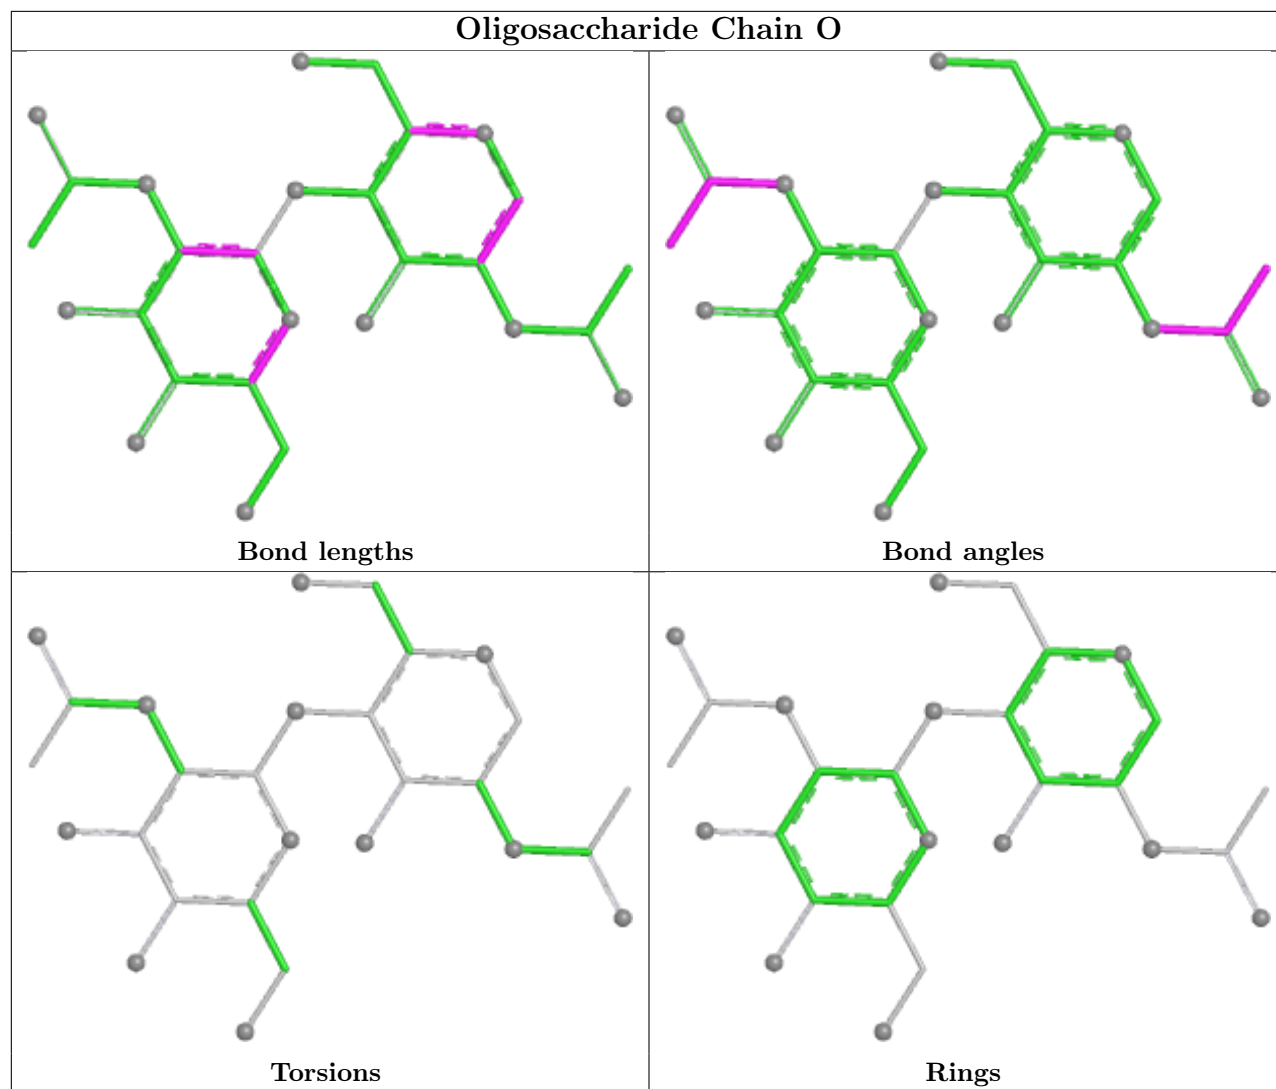 Oligosaccharide Chain O
Bond lengths
Bond angles
Torsions
Rings